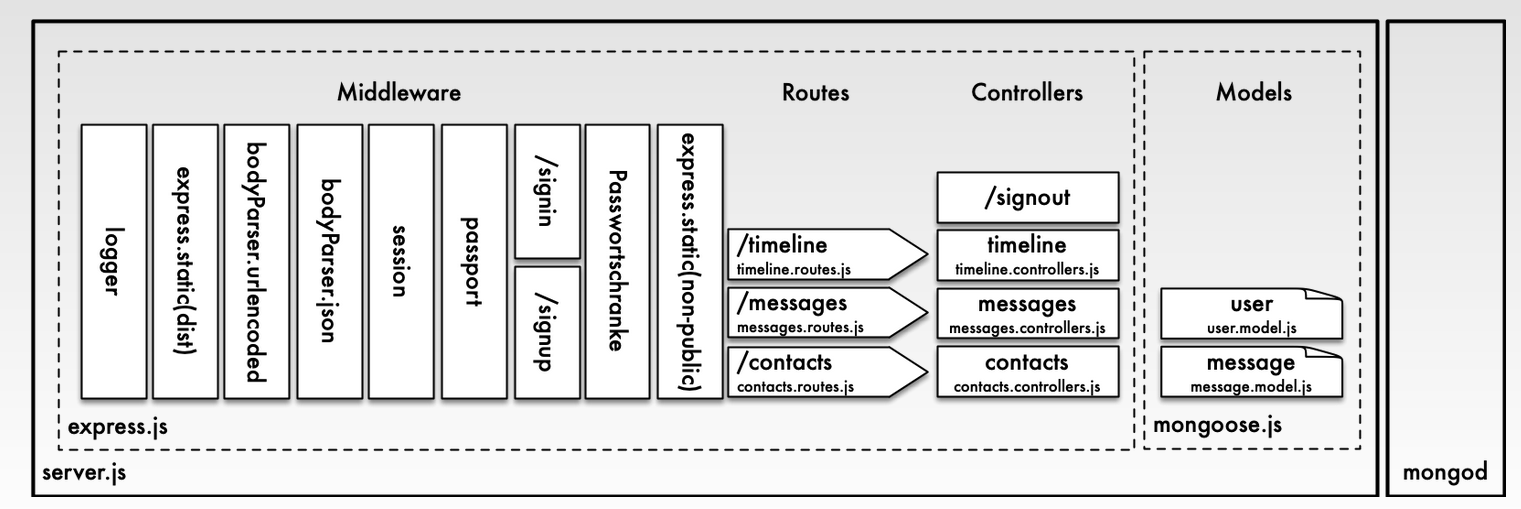 Middleware
Routes
Controllers
Models
logger
express.static(dist)
bodyParser.urlencoded
bodyParser.json
session
passport
/signin
/signup
Passwortschranke
express.static(non-public)
/timeline
timeline.routes.js
/messages
messages.routes.js
/contacts
contacts.routes.js
/signout
timeline
timeline.controllers.js
messages
messages.controllers.js
contacts
contacts.controllers.js
user
user.model.js
message
message.model.js
express.js
mongoose.js
server.js
mongod